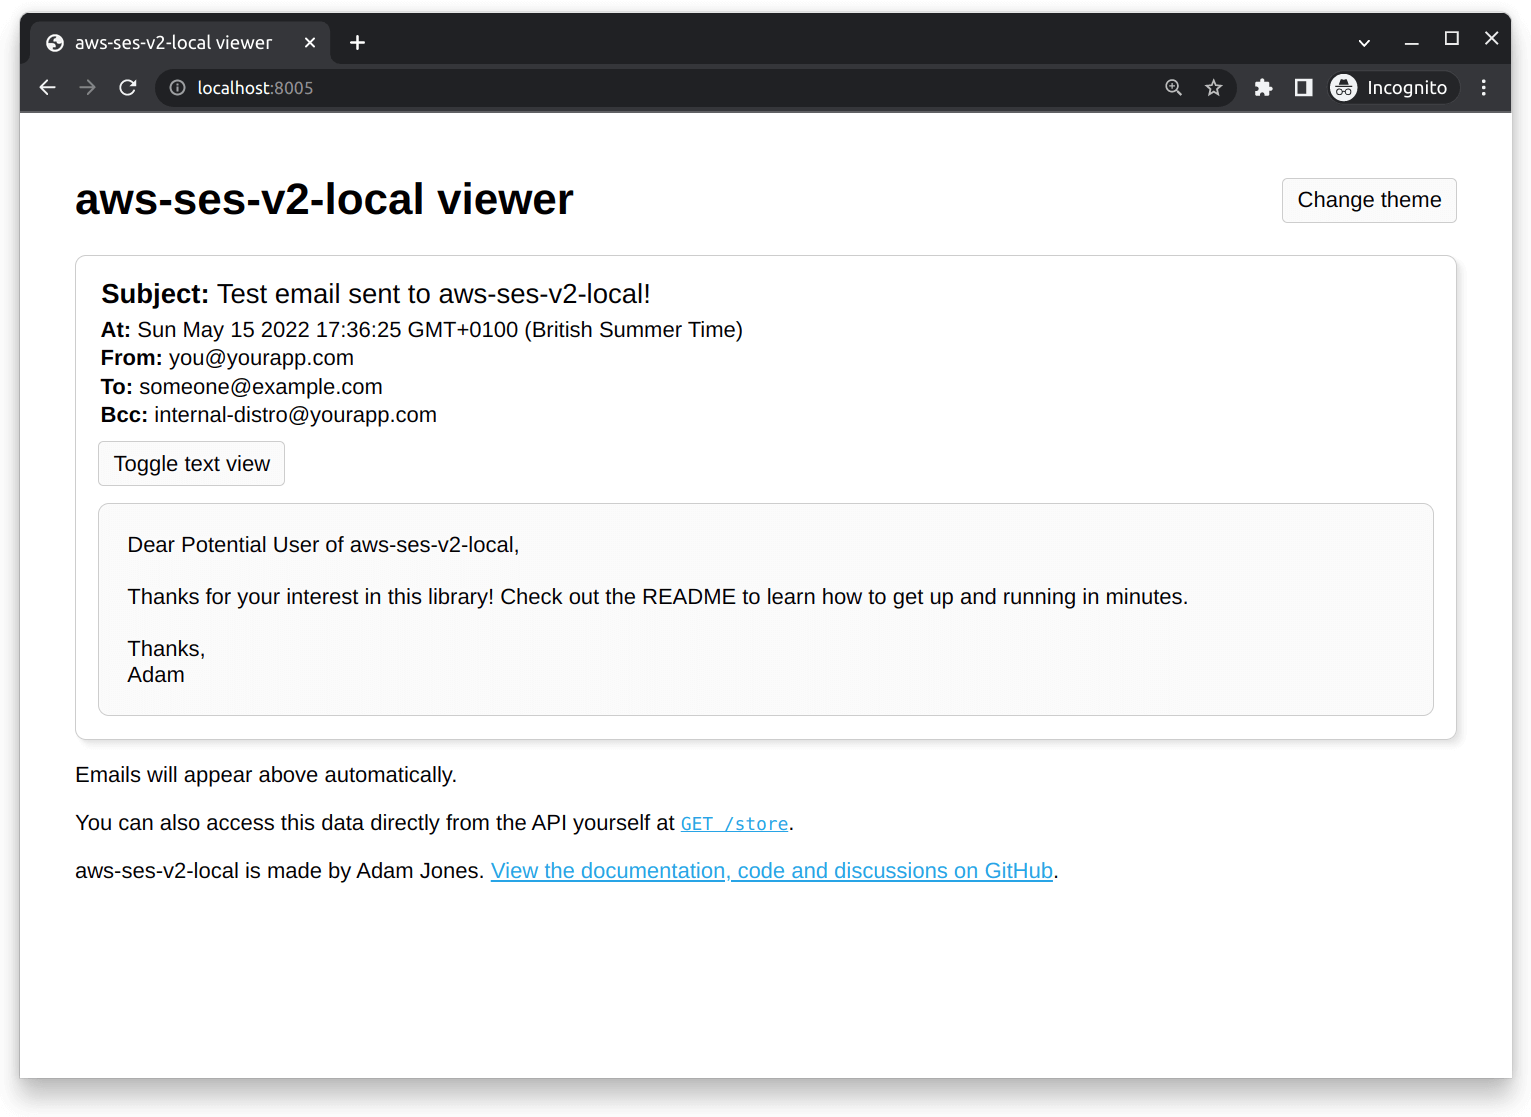 aws-ses-v2-local viewer
localhost:8005
Incognito
aws-ses-v2-local viewer
Change theme
Subject: Test email sent to aws-ses-v2-local!
At: Sun May 15 2022 17:36:25 GMT+0100 (British Summer Time)
From: you@yourapp.com
To: someone@example.com
Bcc: internal-distro@yourapp.com
Toggle text view
Dear Potential User of aws-ses-v2-local,
Thanks for your interest in this library! Check out the README to learn how to get up and running in minutes.
Thanks,
Adam
Emails will appear above automatically.
You can also access this data directly from the API yourself at GET /store.
aws-ses-v2-local is made by Adam Jones. View the documentation, code and discussions on GitHub.